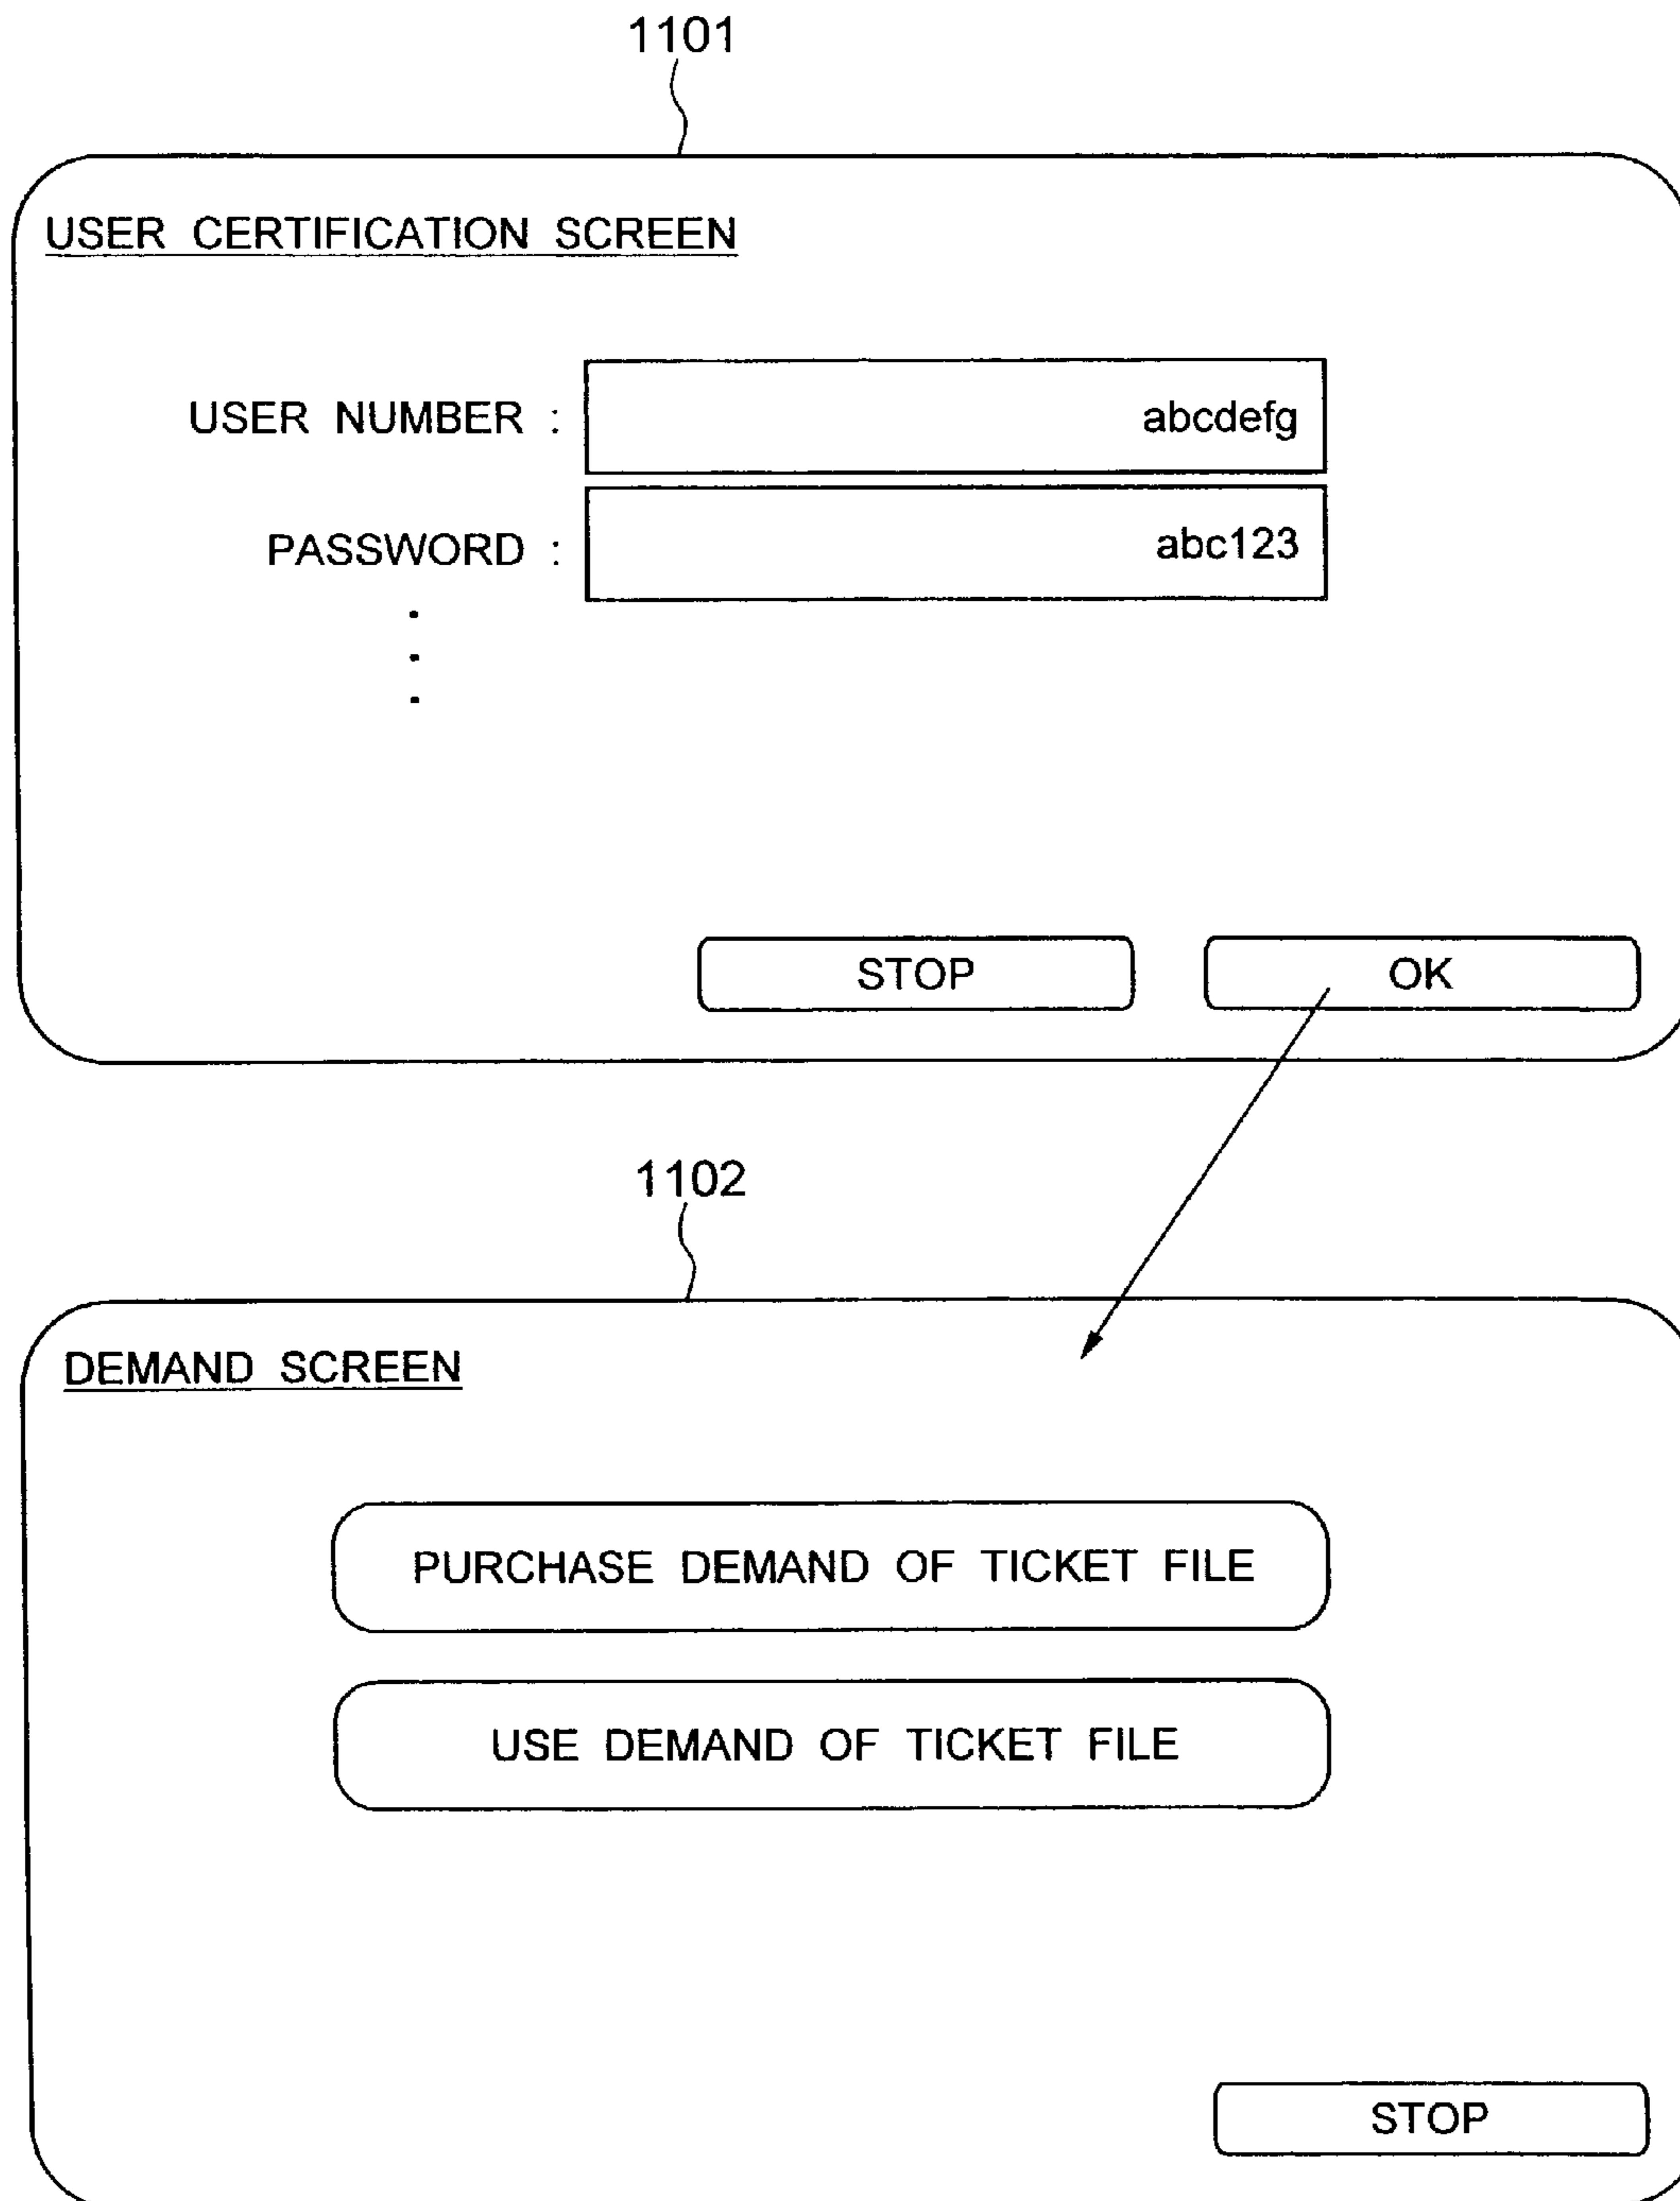 1101
USER CERTIFICATION SCREEN
USER NUMBER : abcdefg
PASSWORD : abc123
STOP OK
1102
DEMAND SCREEN
PURCHASE DEMAND OF TICKET FILE
USE DEMAND OF TICKET FILE
STOP